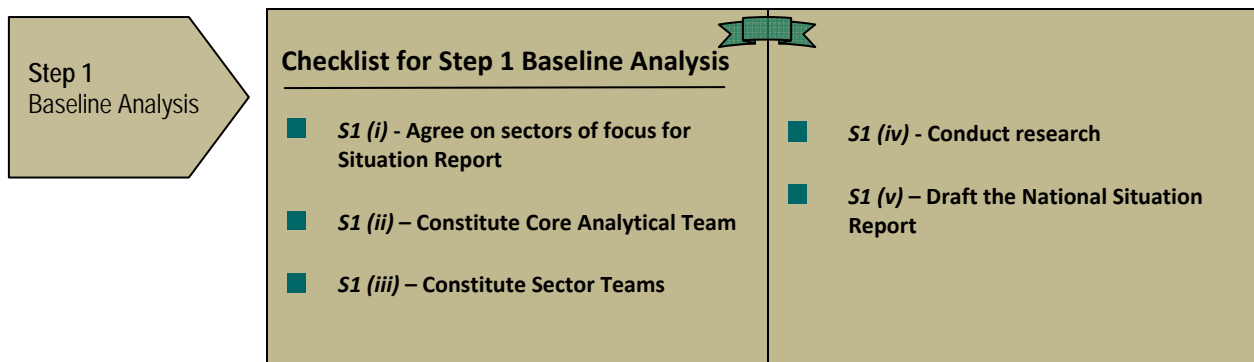 Step 1
Baseline Analysis
Checklist for Step 1 Baseline Analysis
S1 (i) - Agree on sectors of focus for
Situation Report
S1 (ii) – Constitute Core Analytical Team
S1 (iii) – Constitute Sector Teams
S1 (iv) - Conduct research
S1 (v) – Draft the National Situation
Report